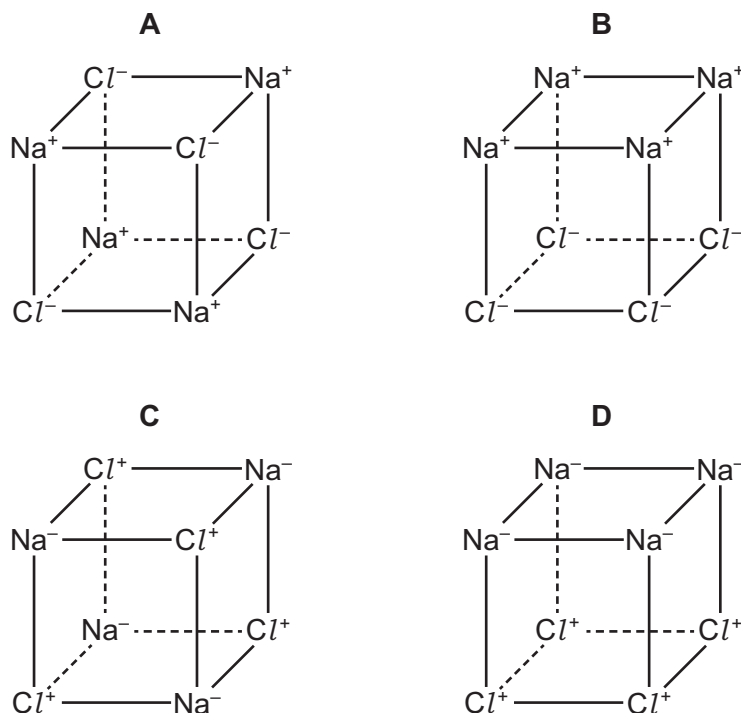 A B
Cl⁻ Na⁺ Na⁺ Na⁺
Na⁺ Cl⁻ Na⁺ Na⁺
Na⁺ Cl⁻ Cl⁻ Cl⁻
Cl⁻ Na⁺ Cl⁻ Cl⁻
C D
Cl⁺ Na⁻ Na⁻ Na⁻
Na⁻ Cl⁺ Na⁻ Na⁻
Na⁻ Cl⁺ Cl⁺ Cl⁺
Cl⁺ Na⁻ Cl⁺ Cl⁺